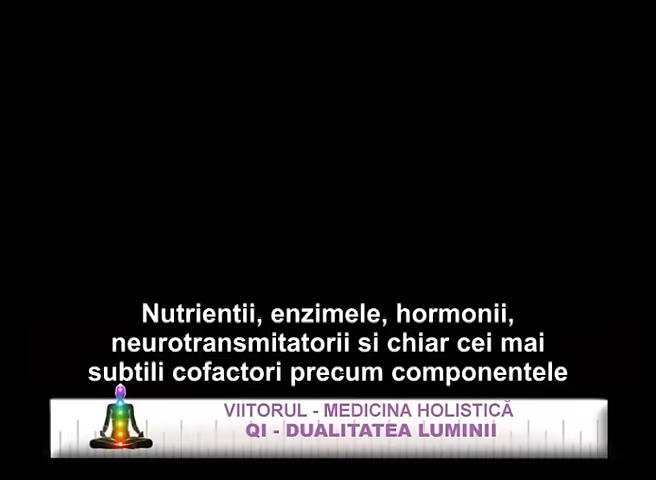 Nutrientii, enzimele, hormonii,
neurotransmitatorii si chiar cei mai
subtili cofactori precum componentele
VIITORUL - MEDICINA HOLISTICĂ
QI - DUALITATEA LUMINII